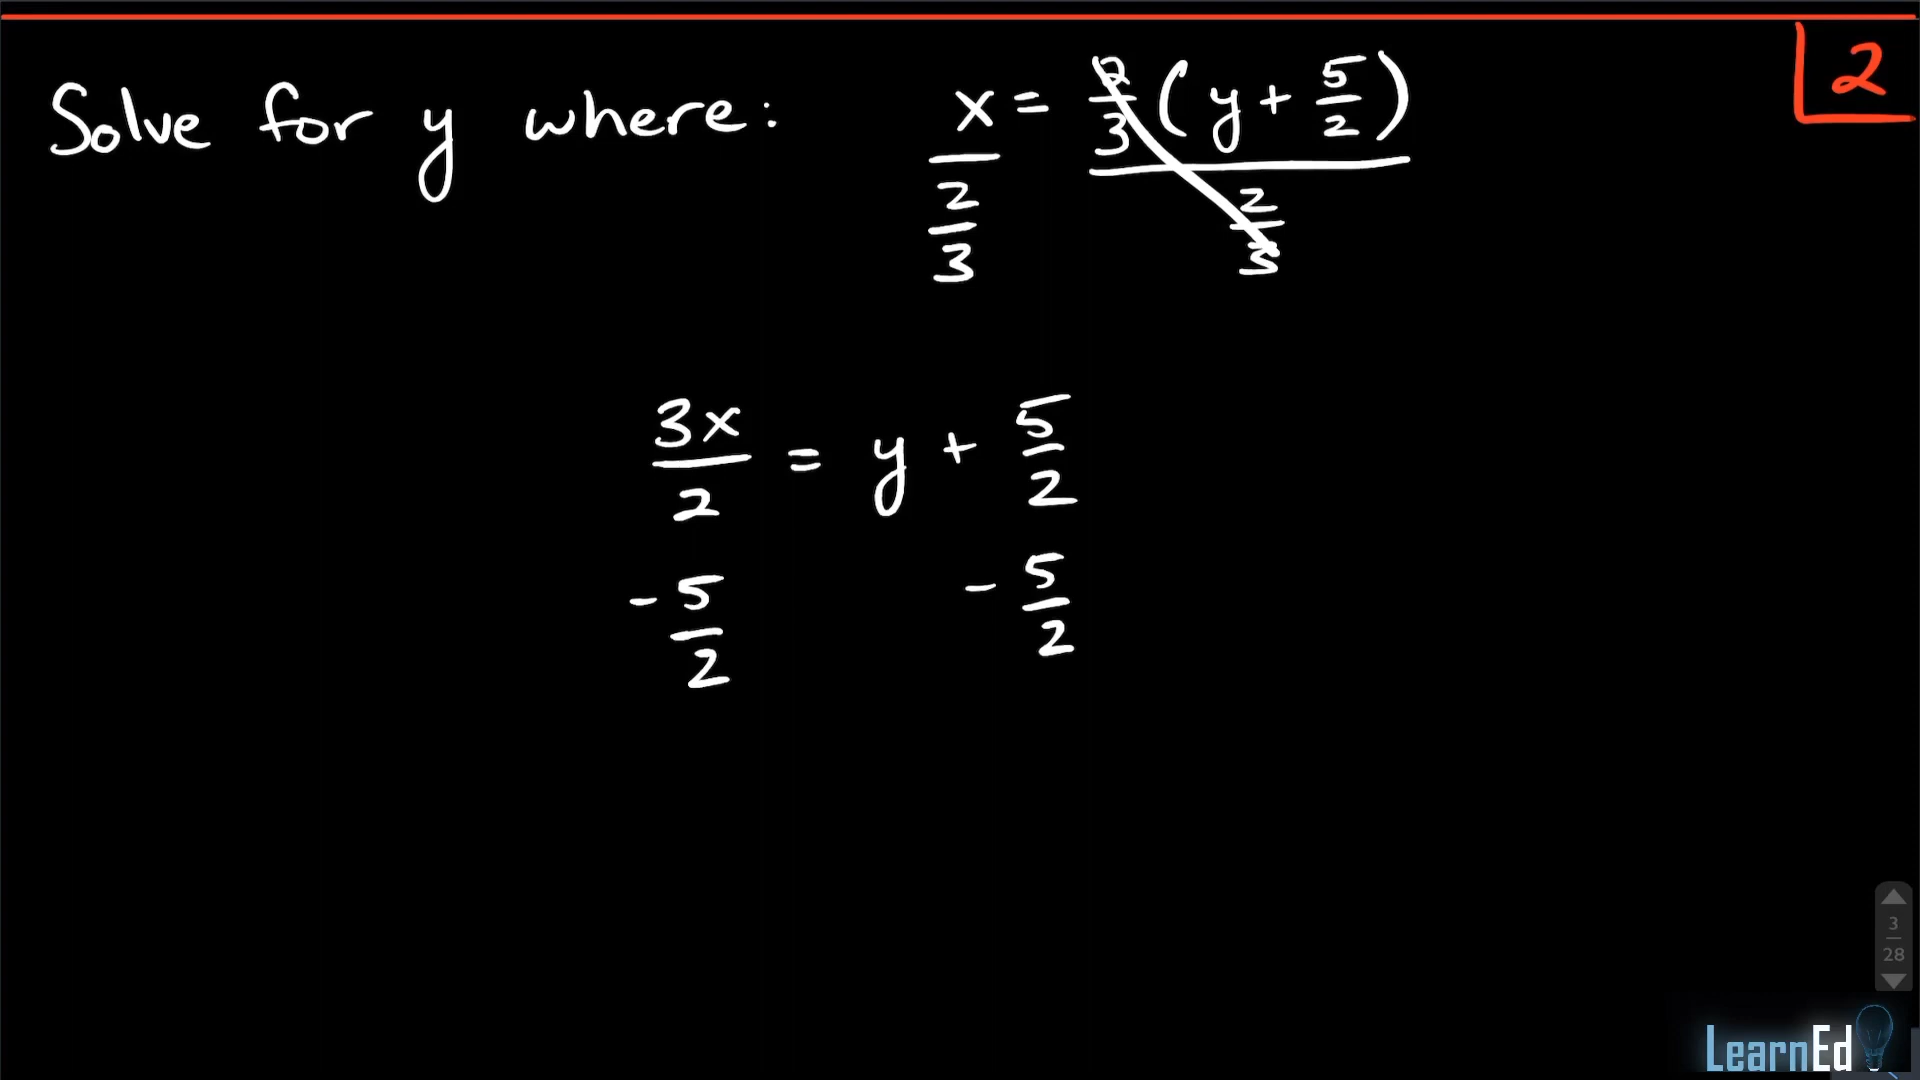 Solve for y where: x = 2/3 (y + 5/2)
2/3 2/3
3x/2 = y + 5/2
- 5/2 - 5/2
2
3
28
LearnEd